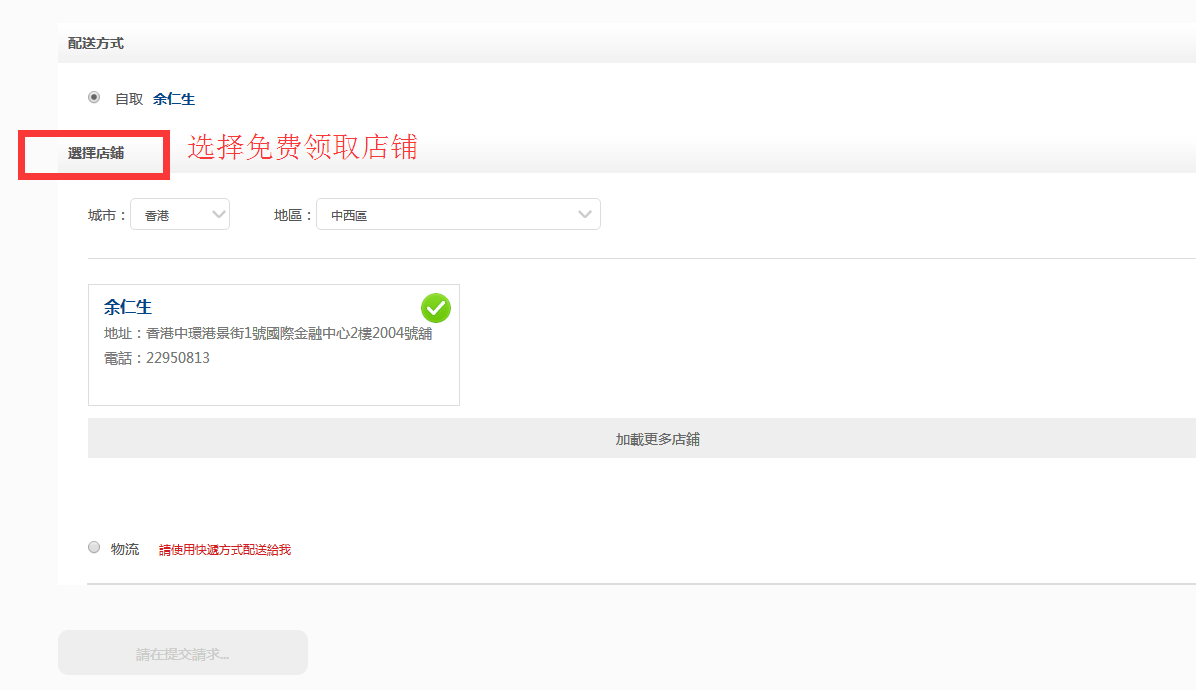 配送方式
自取 余仁生
選擇店鋪 选择免费领取店铺
城市：香港 地區：中西區
余仁生
地址：香港中環港景街1號國際金融中心2樓2004號舖
電話：22950813
加載更多店鋪
物流 請使用快遞方式配送給我
請在提交請求...